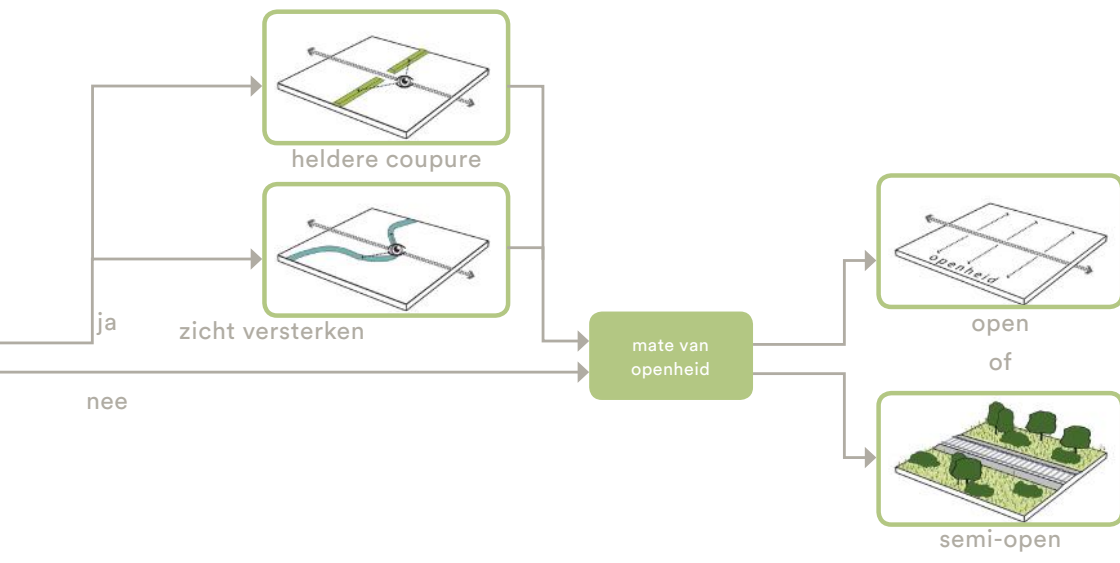 heldere coupure
ja
zicht versterken
nee
mate van
openheid
openheid
open
of
semi-open